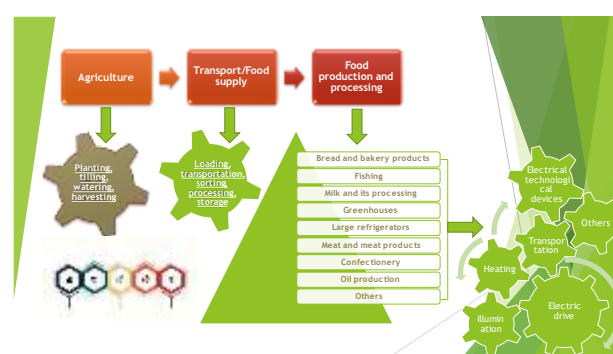 Agriculture
Transport/Food
supply
Food
production and
processing
Planting,
tilling,
watering,
harvesting
Loading,
transportation,
sorting,
processing,
storage
Bread and bakery products
Fishing
Milk and its processing
Greenhouses
Large refrigerators
Meat and meat products
Confectionery
Oil production
Others
Electrical
technologi
cal
devices
Others
Transpor
tation
Heating
Illumin
ation
Electric
drive